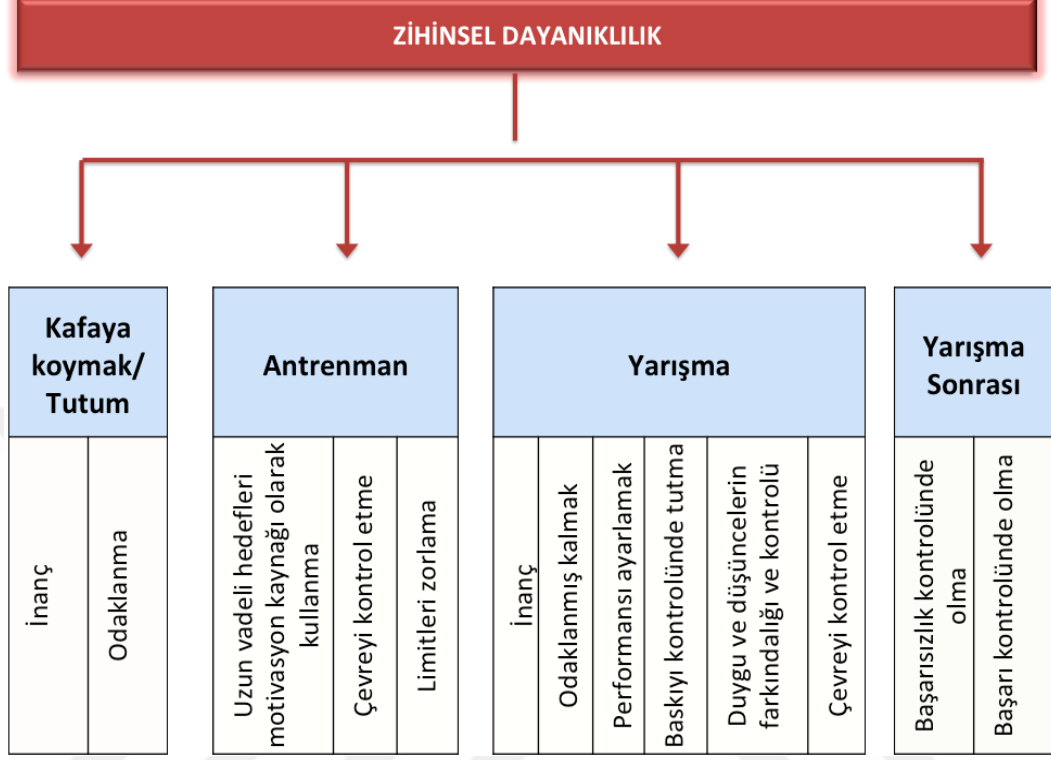 ZİHİNSEL DAYANIKLILIK
Kafaya
koymak/
Tutum
İnanç
Odaklanma
Antrenman
Uzun vadeli hedefleri
motivasyon kaynağı olarak
kullanma
Çevreyi kontrol etme
Limitleri zorlama
Yarışma
İnanç
Odaklanmış kalmak
Performansı ayarlamak
Baskıyı kontrolünde tutma
Duygu ve düşüncelerin
farkındalığı ve kontrolü
Çevreyi kontrol etme
Yarışma
Sonrası
Başarısızlık kontrolünde
olma
Başarı kontrolünde olma